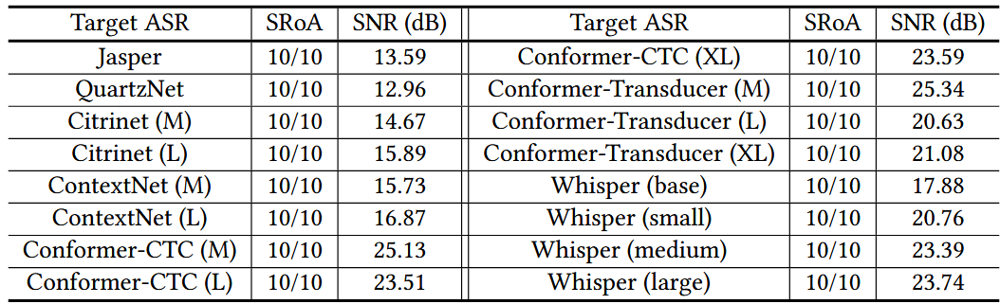 Target ASR SRoA SNR (dB) Target ASR SRoA SNR (dB)
Jasper 10/10 13.59 Conformer-CTC (XL) 10/10 23.59
QuartzNet 10/10 12.96 Conformer-Transducer (M) 10/10 25.34
Citrinet (M) 10/10 14.67 Conformer-Transducer (L) 10/10 20.63
Citrinet (L) 10/10 15.89 Conformer-Transducer (XL) 10/10 21.08
ContextNet (M) 10/10 15.73 Whisper (base) 10/10 17.88
ContextNet (L) 10/10 16.87 Whisper (small) 10/10 20.76
Conformer-CTC (M) 10/10 25.13 Whisper (medium) 10/10 23.39
Conformer-CTC (L) 10/10 23.51 Whisper (large) 10/10 23.74